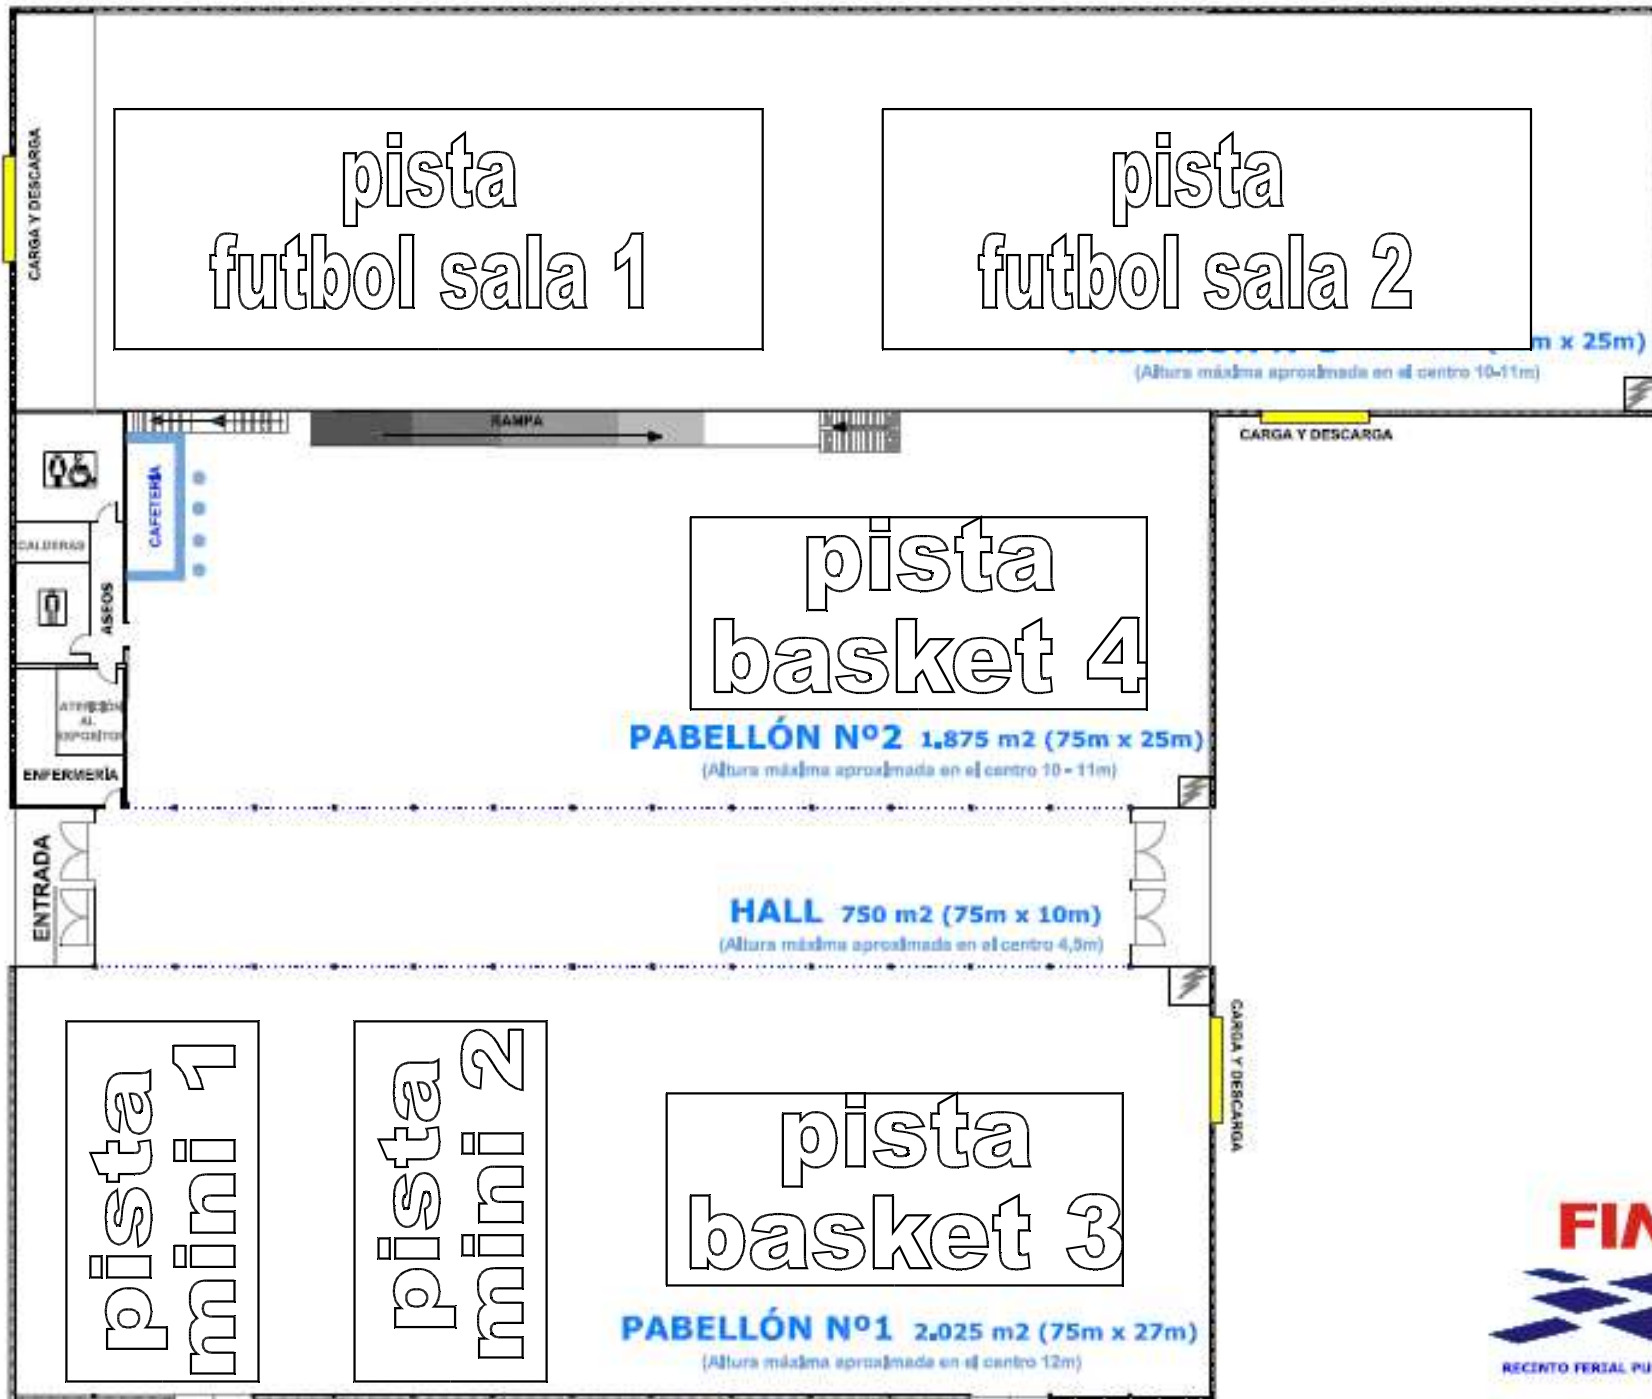 CARGA Y DESCARGA
pista
futbol sala 1
pista
futbol sala 2
m x 25m)
(Altura máxima aproximada en el centro 10-11m)
RAMPA
CARGA Y DESCARGA
CAFETERÍA
CALDERAS
ASEOS
pista
basket 4
ATENCIÓN
AL
EXPOSITOR
ENFERMERÍA
PABELLÓN Nº2 1.875 m2 (75m x 25m)
(Altura máxima aproximada en el centro 10 - 11m)
ENTRADA
HALL 750 m2 (75m x 10m)
(Altura máxima aproximada en el centro 4,5m)
CARGA Y DESCARGA
pista
mini 1
pista
mini 2
pista
basket 3
PABELLÓN Nº1 2.025 m2 (75m x 27m)
(Altura máxima aproximada en el centro 12m)
RECINTO FERIAL